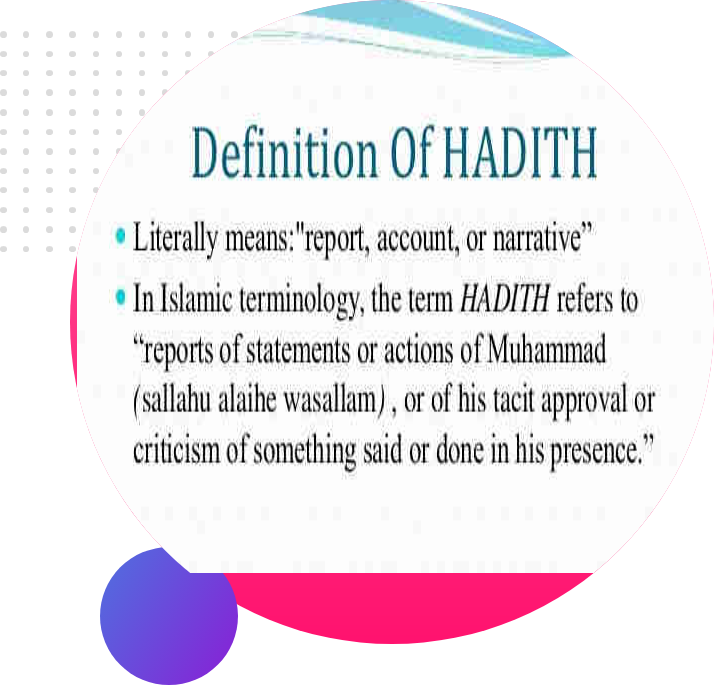 Definition Of HADITH
• Literally means:"report, account, or narrative”
• In Islamic terminology, the term HADITH refers to
“reports of statements or actions of Muhammad
(sallahu alaihe wasallam) , or of his tacit approval or
criticism of something said or done in his presence.”